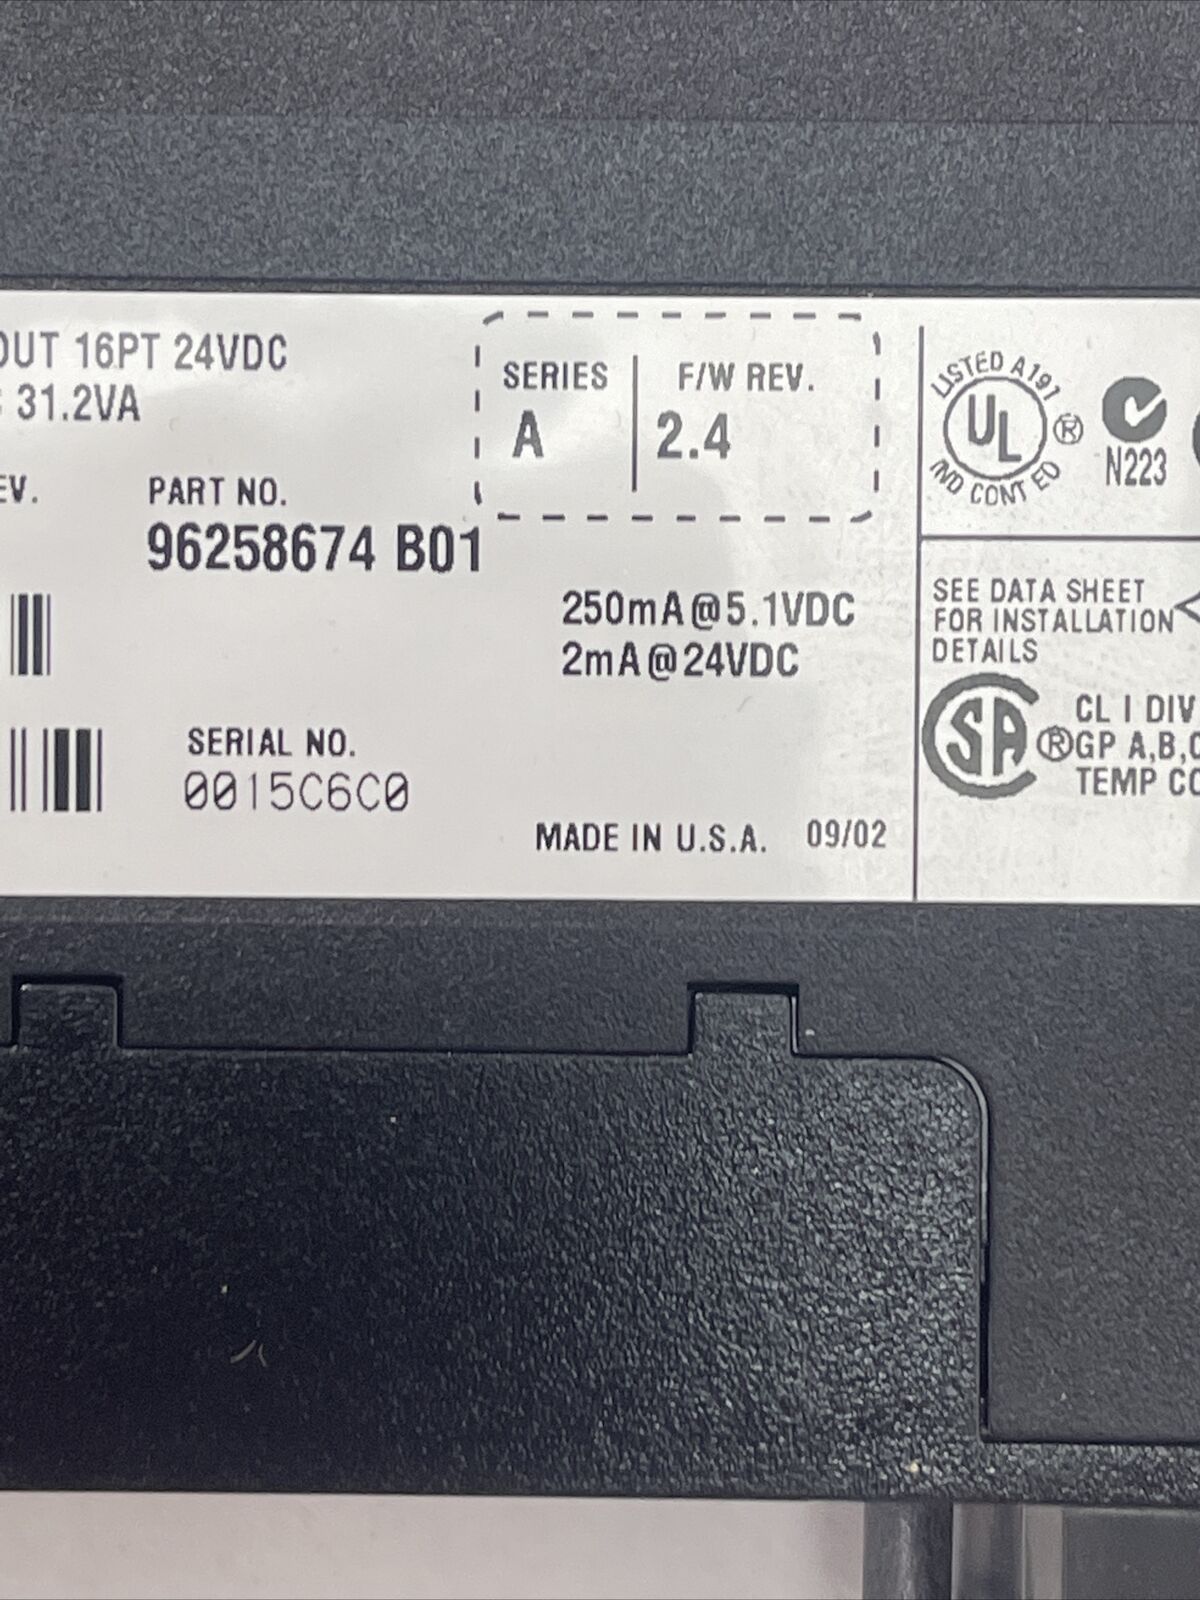 OUT 16PT 24VDC
31.2VA
SERIES
A
F/W REV.
2.4
EV.
PART NO.
96258674 B01
250mA@5.1VDC
2mA@24VDC
SERIAL NO.
0015C6C0
MADE IN U.S.A. 09/02
LISTED A191
UL ®
IND CONT EQ
N223
SEE DATA SHEET
FOR INSTALLATION
DETAILS
SA ®
CL I DIV
GP A,B,C
TEMP CO